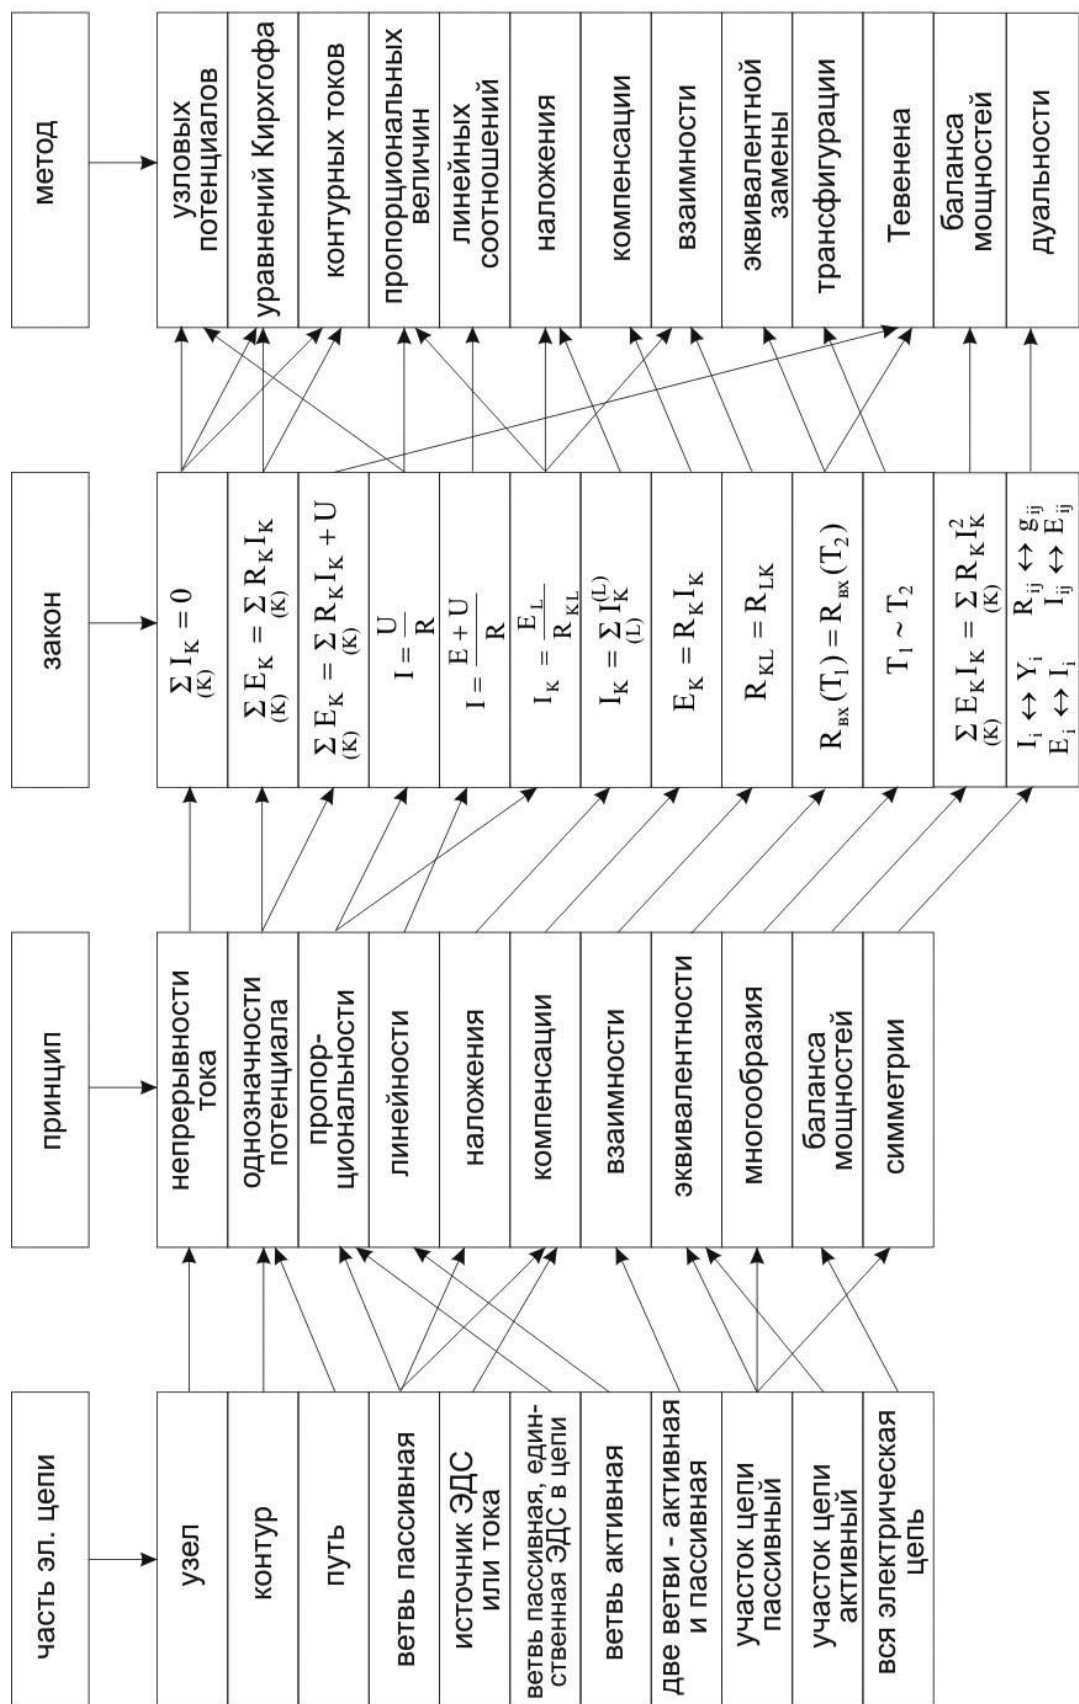 часть эл. цепи
узел
контур
путь
ветвь пассивная
источник ЭДС
или тока
ветвь пассивная, един-
ственная ЭДС в цепи
ветвь активная
две ветви - активная
и пассивная
участок цепи
пассивный
участок цепи
активный
вся электрическая
цепь
принцип
непрерывности
тока
однозначности
потенциала
пропор-
циональности
линейности
наложения
компенсации
взаимности
эквивалентности
многообразия
баланса
мощностей
симметрии
закон
Σ I_K = 0
(K)
Σ E_K = Σ R_K I_K
(K) (K)
Σ E_K = Σ R_K I_K + U
(K) (K)
I = U/R
I = (E + U)/R
I_K = E_L/R_KL
I_K = Σ I_K^(L)
(L)
E_K = R_K I_K
R_KL = R_LK
R_вх(T_1) = R_вх(T_2)
T_1 ~ T_2
Σ E_K I_K = Σ R_K I_K^2
(K) (K)
I_i ↔ Y_i R_ij ↔ g_ij
E_i ↔ I_i I_ij ↔ E_ij
метод
узловых
потенциалов
уравнений Кирхгофа
контурных токов
пропорциональных
величин
линейных
соотношений
наложения
компенсации
взаимности
эквивалентной
замены
трансфигурации
Тевенена
баланса
мощностей
дуальности